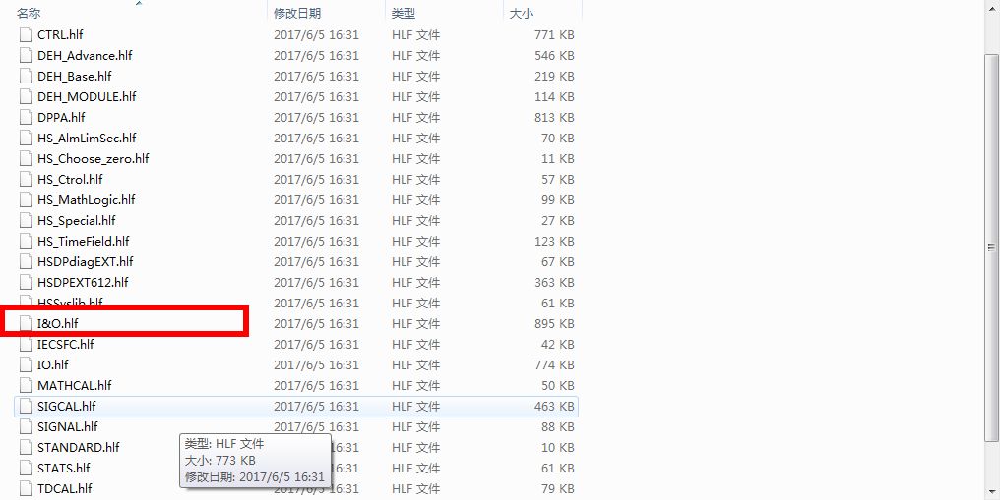 名称 修改日期 类型 大小
CTRL.hlf 2017/6/5 16:31 HLF 文件 771 KB
DEH_Advance.hlf 2017/6/5 16:31 HLF 文件 546 KB
DEH_Base.hlf 2017/6/5 16:31 HLF 文件 219 KB
DEH_MODULE.hlf 2017/6/5 16:31 HLF 文件 114 KB
DPPA.hlf 2017/6/5 16:31 HLF 文件 813 KB
HS_AlmLimSec.hlf 2017/6/5 16:31 HLF 文件 70 KB
HS_Choose_zero.hlf 2017/6/5 16:31 HLF 文件 11 KB
HS_Ctrol.hlf 2017/6/5 16:31 HLF 文件 57 KB
HS_MathLogic.hlf 2017/6/5 16:31 HLF 文件 99 KB
HS_Special.hlf 2017/6/5 16:31 HLF 文件 27 KB
HS_TimeField.hlf 2017/6/5 16:31 HLF 文件 123 KB
HSDPdiagEXT.hlf 2017/6/5 16:31 HLF 文件 67 KB
HSDPEXT612.hlf 2017/6/5 16:31 HLF 文件 363 KB
HSSyslib.hlf 2017/6/5 16:31 HLF 文件 61 KB
I&O.hlf 2017/6/5 16:31 HLF 文件 895 KB
IECSFC.hlf 2017/6/5 16:31 HLF 文件 42 KB
IO.hlf 2017/6/5 16:31 HLF 文件 774 KB
MATHCAL.hlf 2017/6/5 16:31 HLF 文件 50 KB
SIGCAL.hlf 2017/6/5 16:31 HLF 文件 463 KB
SIGNAL.hlf 2017/6/5 16:31 HLF 文件 88 KB
STANDARD.hlf HLF 文件 10 KB
STATS.hlf HLF 文件 61 KB
TDCAL.hlf 2017/6/5 16:31 HLF 文件 79 KB
类型: HLF 文件
大小: 773 KB
修改日期: 2017/6/5 16:31